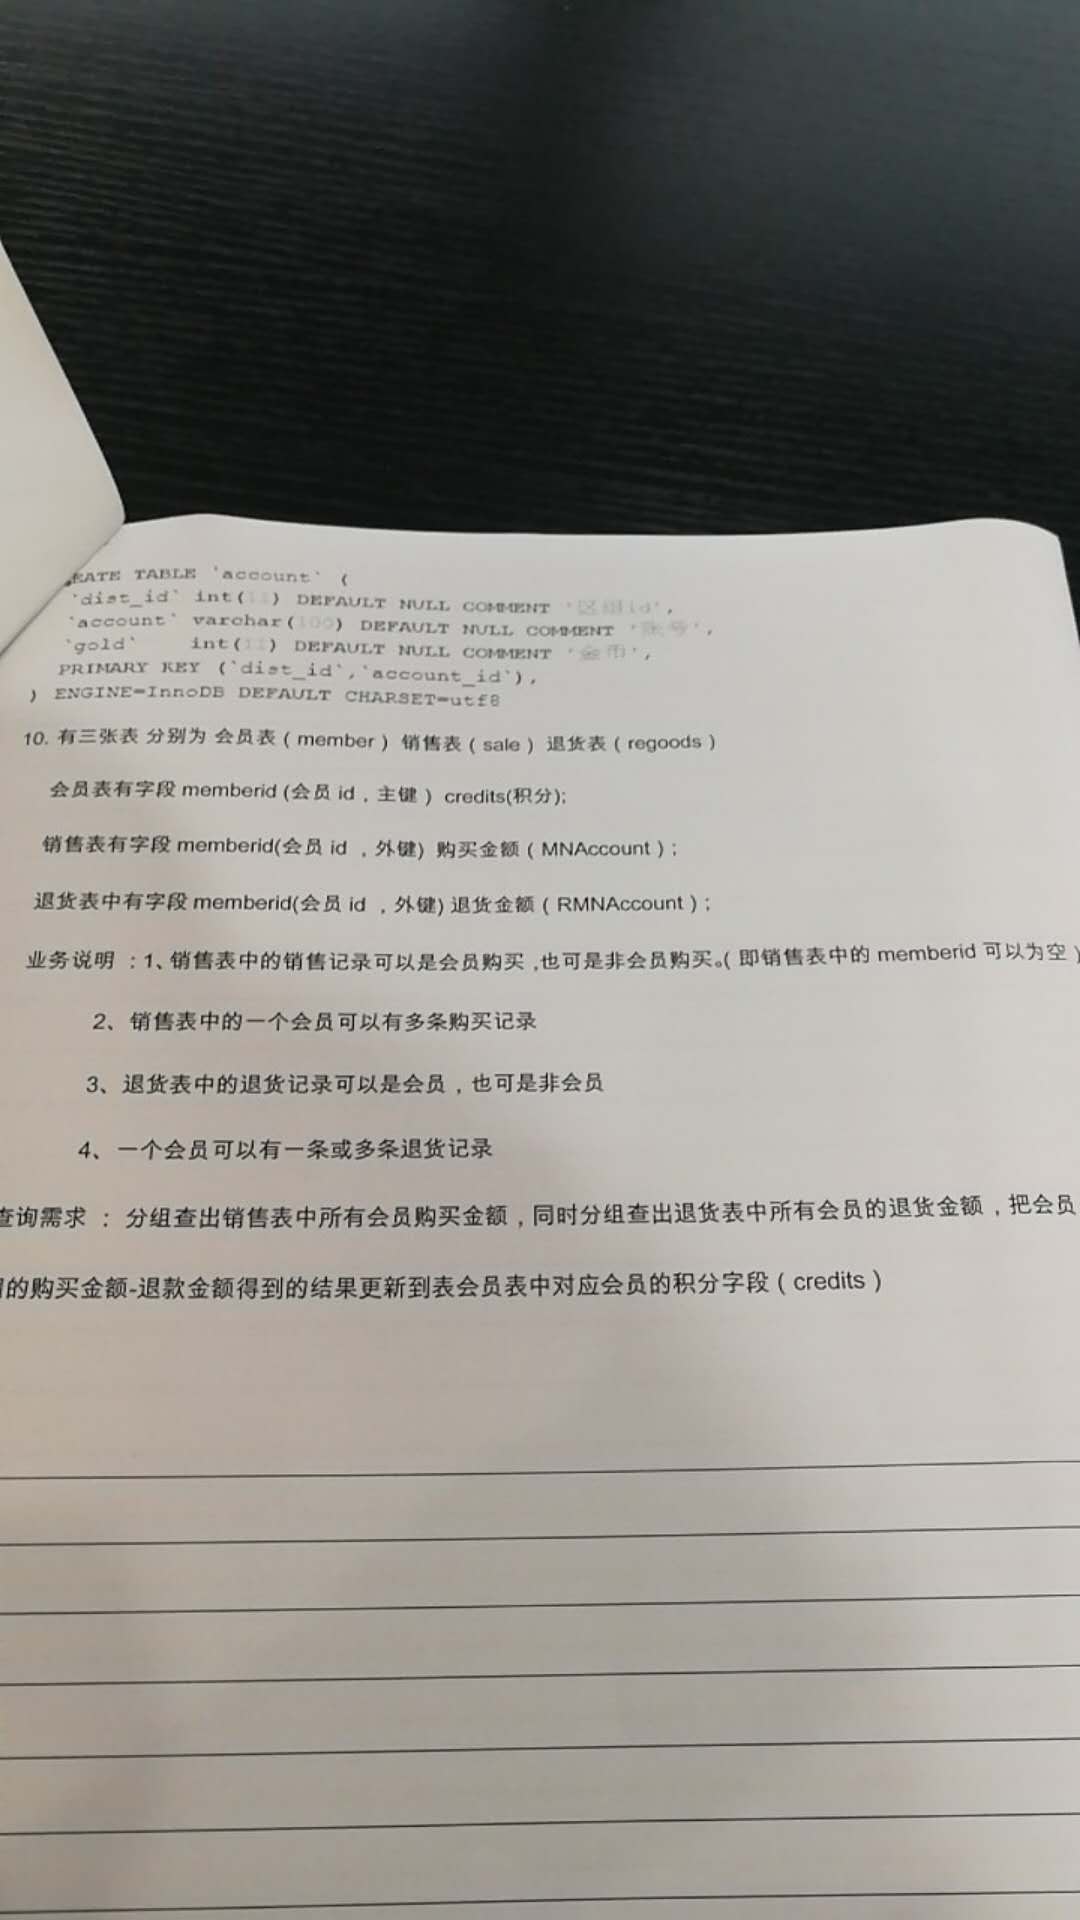 EATE TABLE `account` (
`dist_id` int(11) DEFAULT NULL COMMENT '区组id',
`account` varchar(100) DEFAULT NULL COMMENT '账号',
`gold` int(11) DEFAULT NULL COMMENT '金币',
PRIMARY KEY (`dist_id`,`account_id`),
) ENGINE=InnoDB DEFAULT CHARSET=utf8
10. 有三张表 分别为 会员表（member）销售表（sale）退货表（regoods）
会员表有字段 memberid (会员 id，主键）credits(积分);
销售表有字段 memberid(会员 id ，外键) 购买金额（MNAccount）;
退货表中有字段 memberid(会员 id ，外键) 退货金额（RMNAccount）;
业务说明 ：1、销售表中的销售记录可以是会员购买 ,也可是非会员购买。( 即销售表中的 memberid 可以为空 )
2、销售表中的一个会员可以有多条购买记录
3、退货表中的退货记录可以是会员，也可是非会员
4、一个会员可以有一条或多条退货记录
查询需求 ： 分组查出销售表中所有会员购买金额，同时分组查出退货表中所有会员的退货金额，把会员
的购买金额-退款金额得到的结果更新到表会员表中对应会员的积分字段（credits）